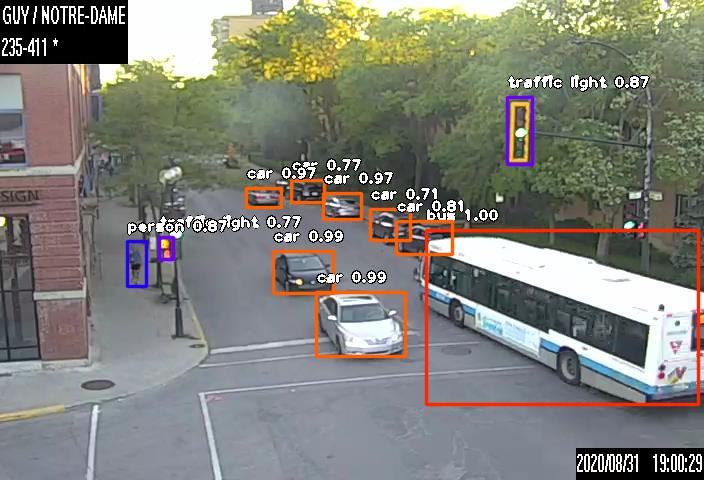 GUY / NOTRE-DAME
235-411 *
traffic light 0.87
car 0.77
car 0.97
car 0.97
car 0.71
car 0.81
bus 1.00
traffic light 0.77
person 0.87
car 0.99
car 0.99
SIGN
2020/08/31 19:00:29